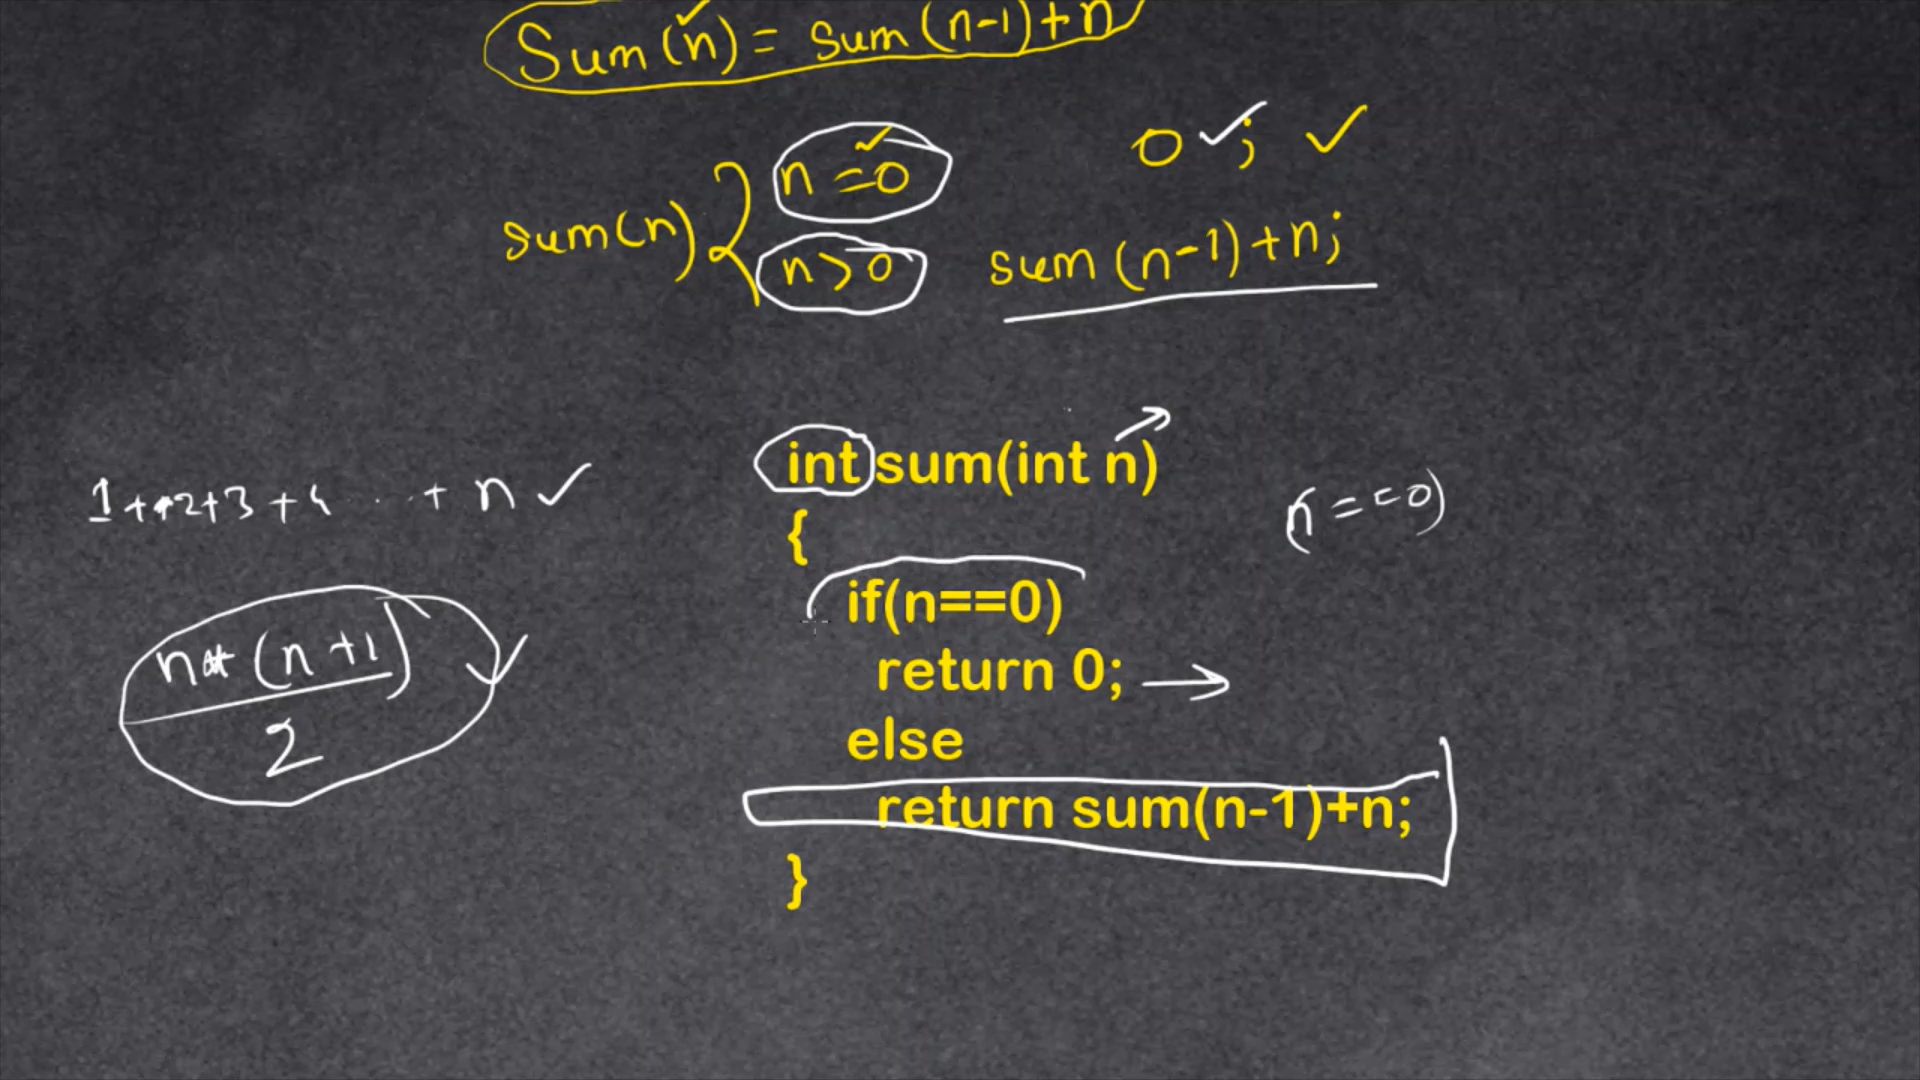 Sum(n) = sum(n-1)+n
sum(n) { n = 0 0 ;
n > 0 sum(n-1)+n;
int sum(int n)
{
if(n==0)
return 0;
else
return sum(n-1)+n;
}
1+2+3+4 .. + n
n*(n+1)
2
(n==0)